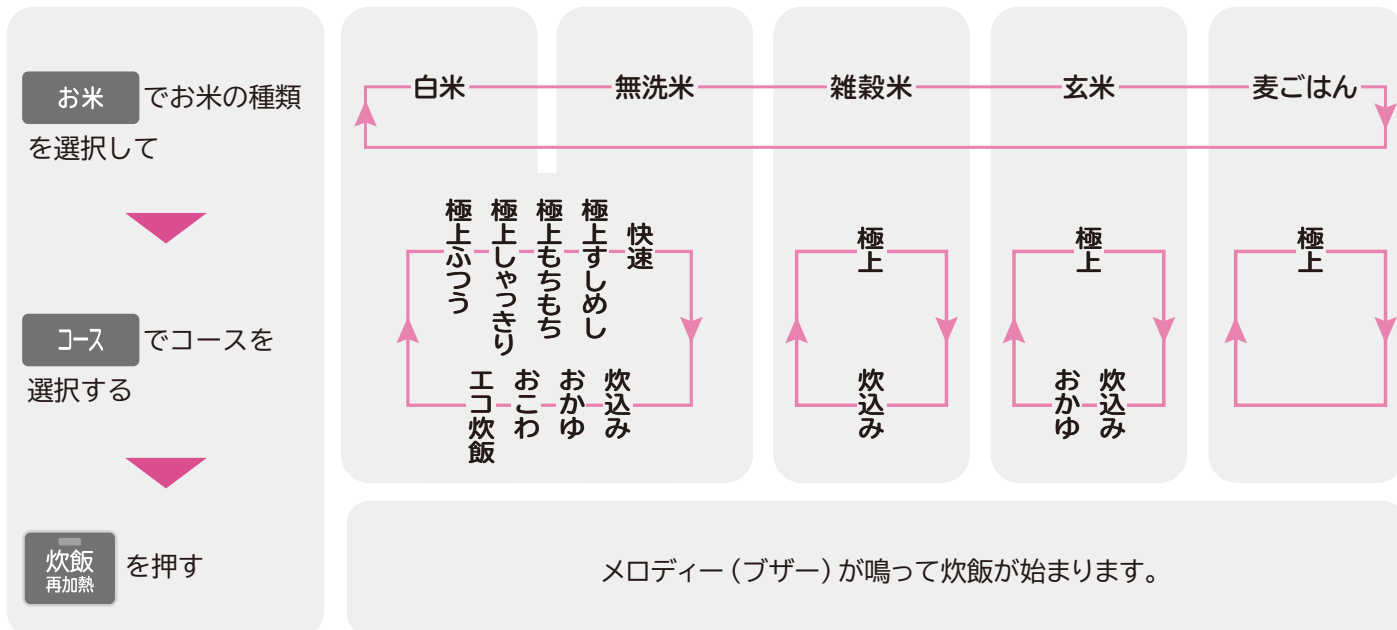 お米 でお米の種類
を選択して
コース でコースを
選択する
炊飯
再加熱
を押す
白米
無洗米
雑穀米
玄米
麦ごはん
極上ふつう
極上しゃっきり
極上もちもち
極上すしめし
快速
エコ炊飯
おこわ
おかゆ
炊込み
極上
炊込み
極上
おかゆ
炊込み
極上
メロディー（ブザー）が鳴って炊飯が始まります。